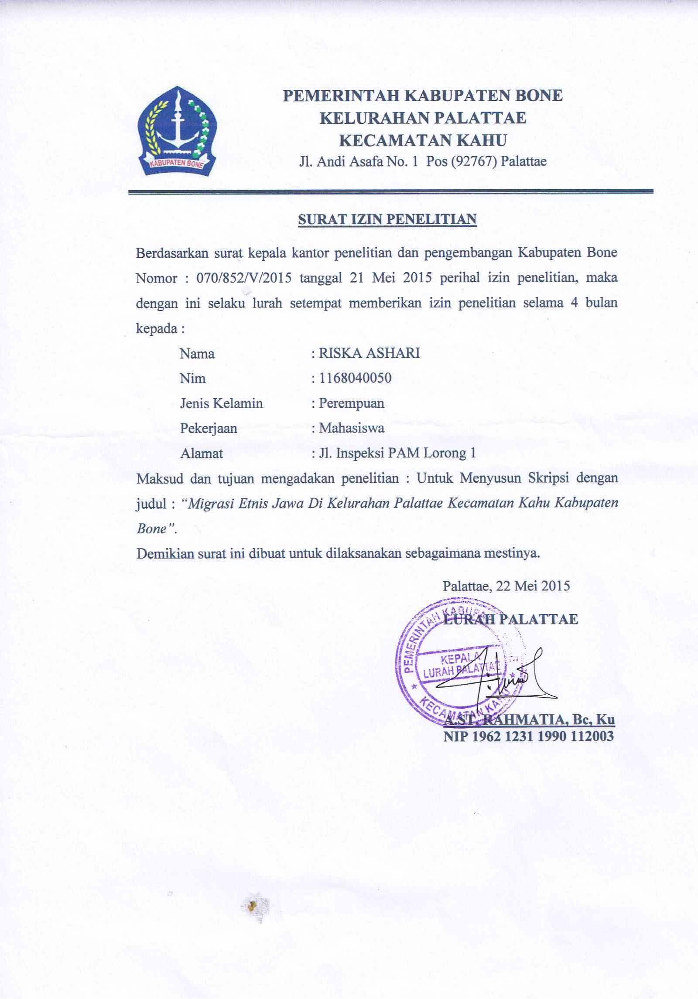 KABUPATEN BONE
PEMERINTAH KABUPATEN BONE
KELURAHAN PALATTAE
KECAMATAN KAHU
Jl. Andi Asafa No. 1 Pos (92767) Palattae
SURAT IZIN PENELITIAN
Berdasarkan surat kepala kantor penelitian dan pengembangan Kabupaten Bone
Nomor : 070/852/V/2015 tanggal 21 Mei 2015 perihal izin penelitian, maka
dengan ini selaku lurah setempat memberikan izin penelitian selama 4 bulan
kepada :
Nama : RISKA ASHARI
Nim : 1168040050
Jenis Kelamin : Perempuan
Pekerjaan : Mahasiswa
Alamat : Jl. Inspeksi PAM Lorong 1
Maksud dan tujuan mengadakan penelitian : Untuk Menyusun Skripsi dengan
judul : “Migrasi Etnis Jawa Di Kelurahan Palattae Kecamatan Kahu Kabupaten
Bone”.
Demikian surat ini dibuat untuk dilaksanakan sebagaimana mestinya.
Palattae, 22 Mei 2015
LURAH PALATTAE
PEMERINTAH
KEPALA
LURAH PALATTAE
KECAMATAN KAHU
A.ST. RAHMATIA, Bc, Ku
NIP 1962 1231 1990 112003